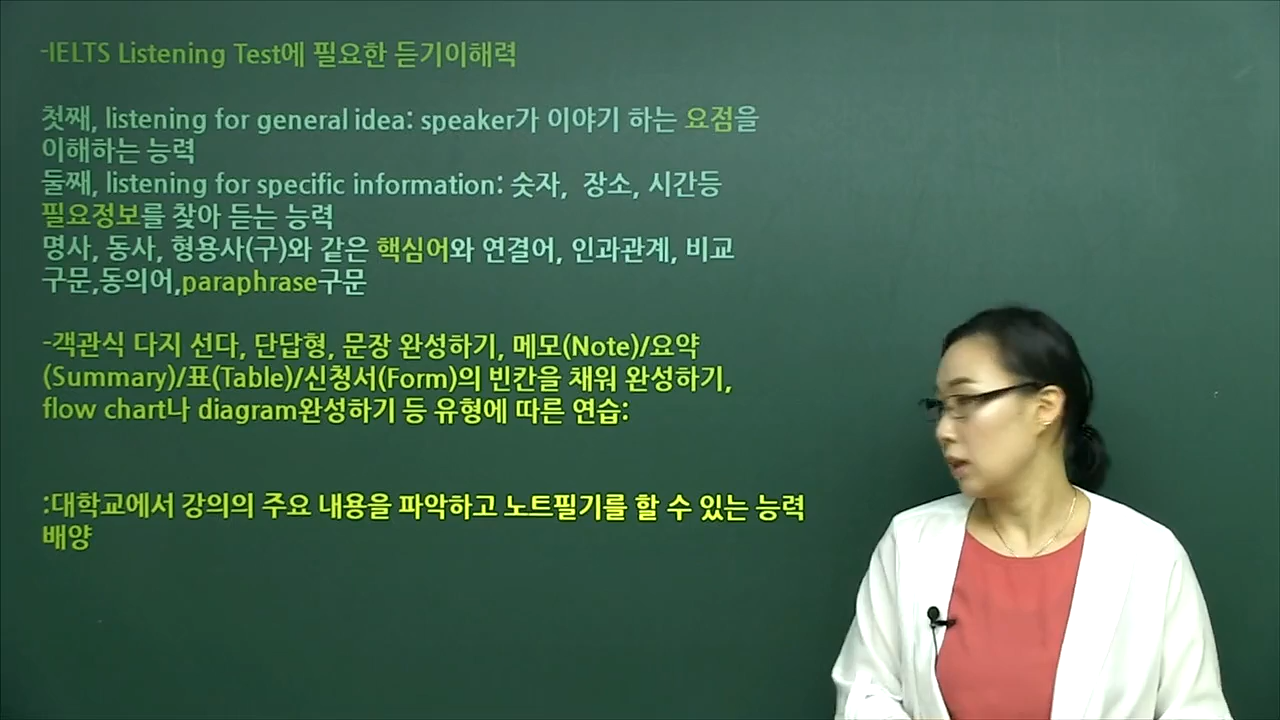 -IELTS Listening Test에 필요한 듣기이해력
첫째, listening for general idea: speaker가 이야기 하는 요점을
이해하는 능력
둘째, listening for specific information: 숫자, 장소, 시간등
필요정보를 찾아 듣는 능력
명사, 동사, 형용사(구)와 같은 핵심어와 연결어, 인과관계, 비교
구문,동의어,paraphrase구문
-객관식 다지 선다, 단답형, 문장 완성하기, 메모(Note)/요약
(Summary)/표(Table)/신청서(Form)의 빈칸을 채워 완성하기,
flow chart나 diagram완성하기 등 유형에 따른 연습:
:대학교에서 강의의 주요 내용을 파악하고 노트필기를 할 수 있는 능력
배양